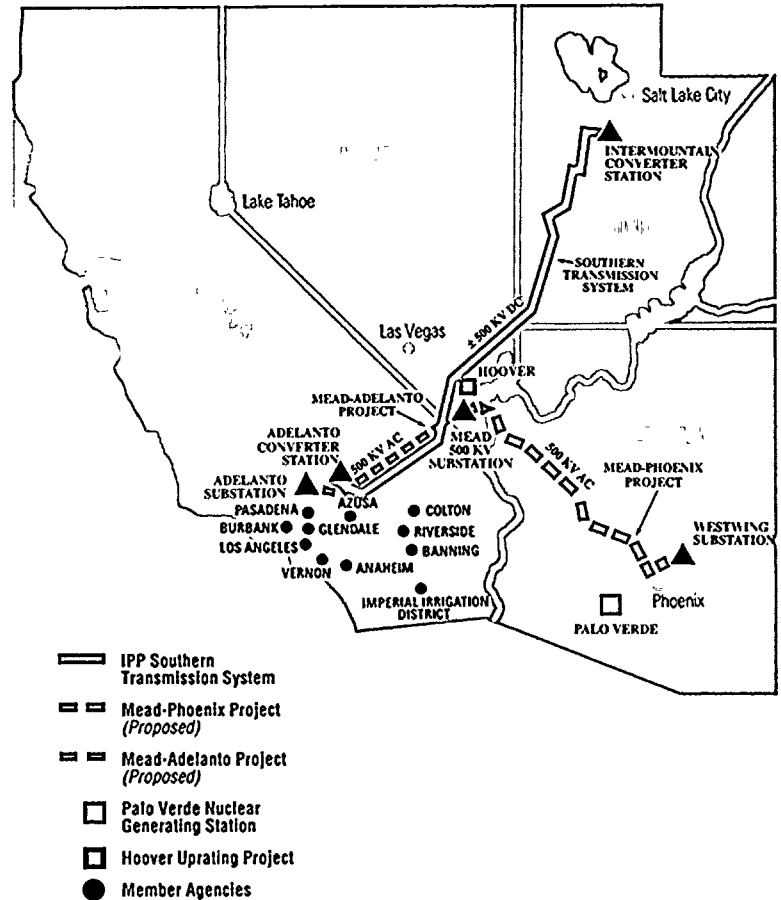 Salt Lake City
INTERMOUNTAIN
CONVERTER
STATION
Lake Tahoe
SOUTHERN
TRANSMISSION
SYSTEM
± 500 KV DC
Las Vegas
HOOVER
MEAD-ADELANTO
PROJECT
ADELANTO
CONVERTER
STATION
500 KV AC
MEAD
500 KV
SUBSTATION
500 KV AC
MEAD-PHOENIX
PROJECT
ADELANTO
SUBSTATION
WESTWING
SUBSTATION
PASADENA
AZUSA
COLTON
BURBANK
GLENDALE
RIVERSIDE
LOS ANGELES
BANNING
VERNON
ANAHEIM
IMPERIAL IRRIGATION
DISTRICT
Phoenix
PALO VERDE
IPP Southern
Transmission System
Mead-Phoenix Project
(Proposed)
Mead-Adelanto Project
(Proposed)
Palo Verde Nuclear
Generating Station
Hoover Uprating Project
Member Agencies